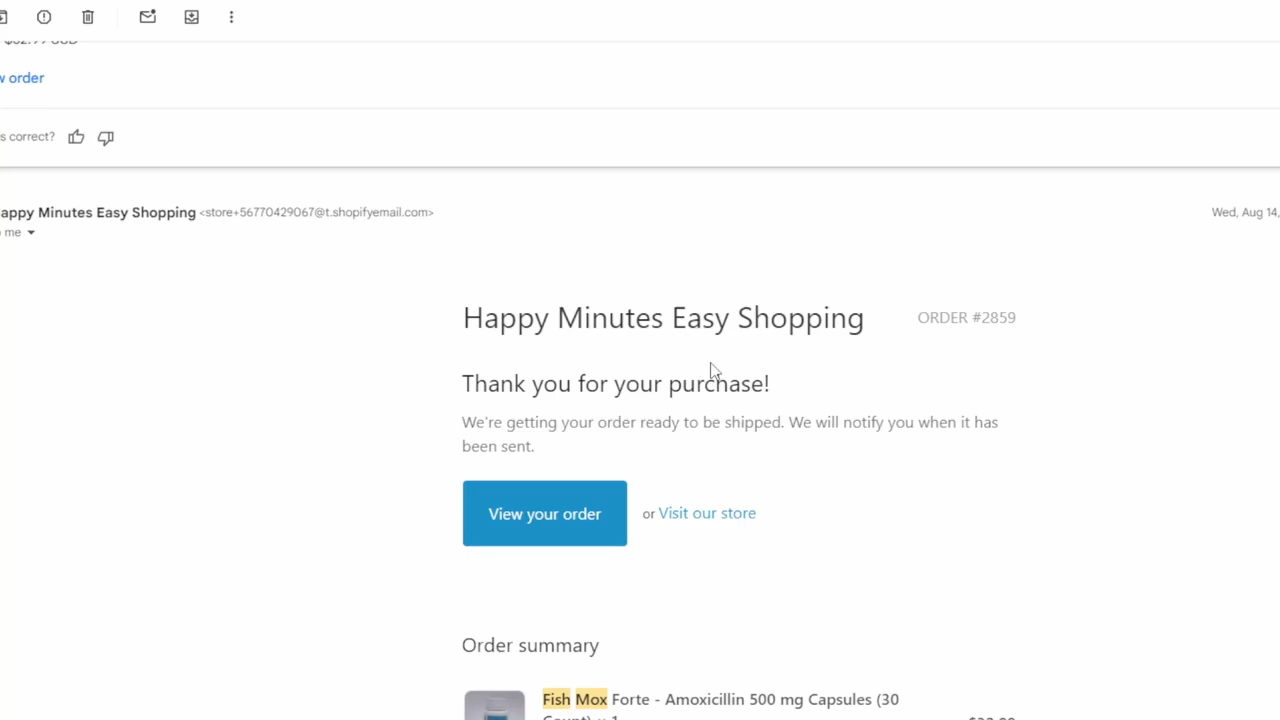 w order
s correct?
appy Minutes Easy Shopping <store+56770429067@t.shopifyemail.com>
Wed, Aug 14,
me
Happy Minutes Easy Shopping
ORDER #2859
Thank you for your purchase!
We're getting your order ready to be shipped. We will notify you when it has
been sent.
View your order
or Visit our store
Order summary
Fish Mox Forte - Amoxicillin 500 mg Capsules (30